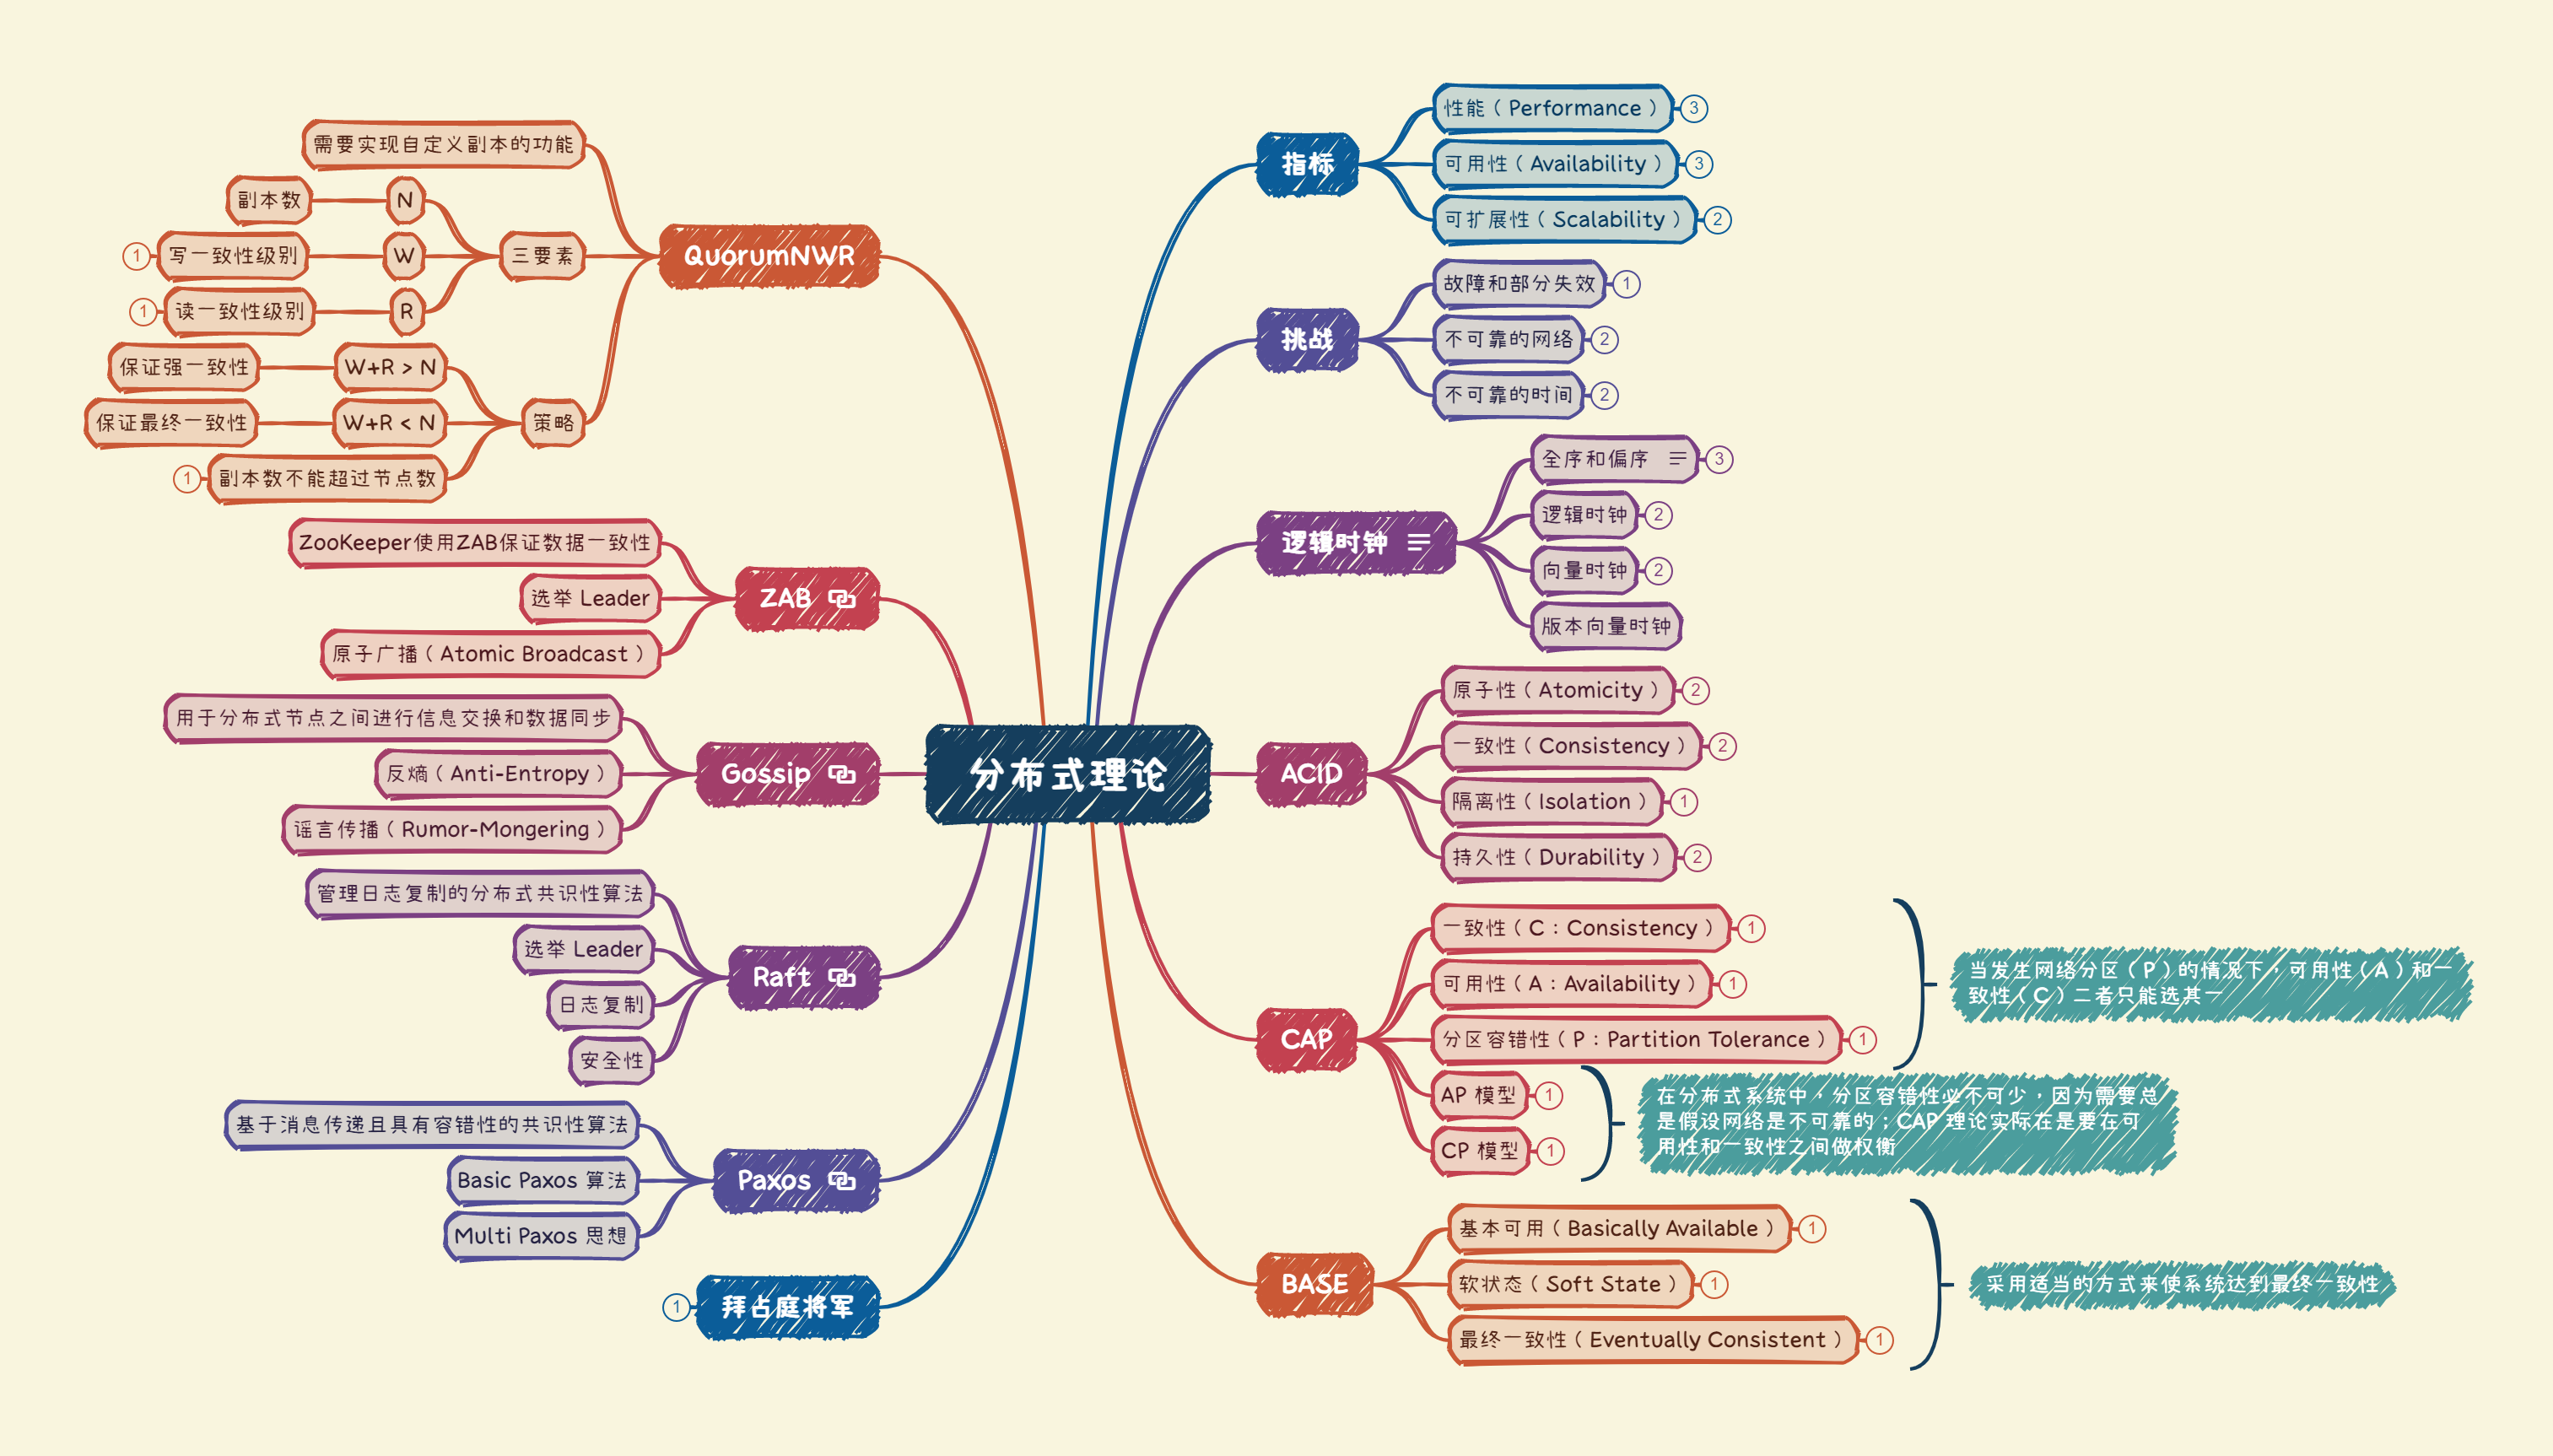 分布式理论
指标
性能（Performance）
3
可用性（Availability）
3
可扩展性（Scalability）
2
挑战
故障和部分失效
1
不可靠的网络
2
不可靠的时间
2
逻辑时钟
全序和偏序
3
逻辑时钟
2
向量时钟
2
版本向量时钟
ACID
原子性（Atomicity）
2
一致性（Consistency）
2
隔离性（Isolation）
1
持久性（Durability）
2
CAP
一致性（C：Consistency）
1
可用性（A：Availability）
1
分区容错性（P：Partition Tolerance）
1
当发生网络分区（P）的情况下，可用性（A）和一
致性（C）二者只能选其一
AP 模型
1
CP 模型
1
在分布式系统中，分区容错性必不可少，因为需要总
是假设网络是不可靠的；CAP 理论实际在是要在可
用性和一致性之间做权衡
BASE
基本可用（Basically Available）
1
软状态（Soft State）
1
最终一致性（Eventually Consistent）
1
采用适当的方式来使系统达到最终一致性
QuorumNWR
需要实现自定义副本的功能
三要素
N
副本数
W
写一致性级别
1
R
读一致性级别
1
策略
W+R > N
保证强一致性
W+R < N
保证最终一致性
副本数不能超过节点数
1
ZAB
ZooKeeper使用ZAB保证数据一致性
选举 Leader
原子广播（Atomic Broadcast）
Gossip
用于分布式节点之间进行信息交换和数据同步
反熵（Anti-Entropy）
谣言传播（Rumor-Mongering）
Raft
管理日志复制的分布式共识性算法
选举 Leader
日志复制
安全性
Paxos
基于消息传递且具有容错性的共识性算法
Basic Paxos 算法
Multi Paxos 思想
拜占庭将军
1